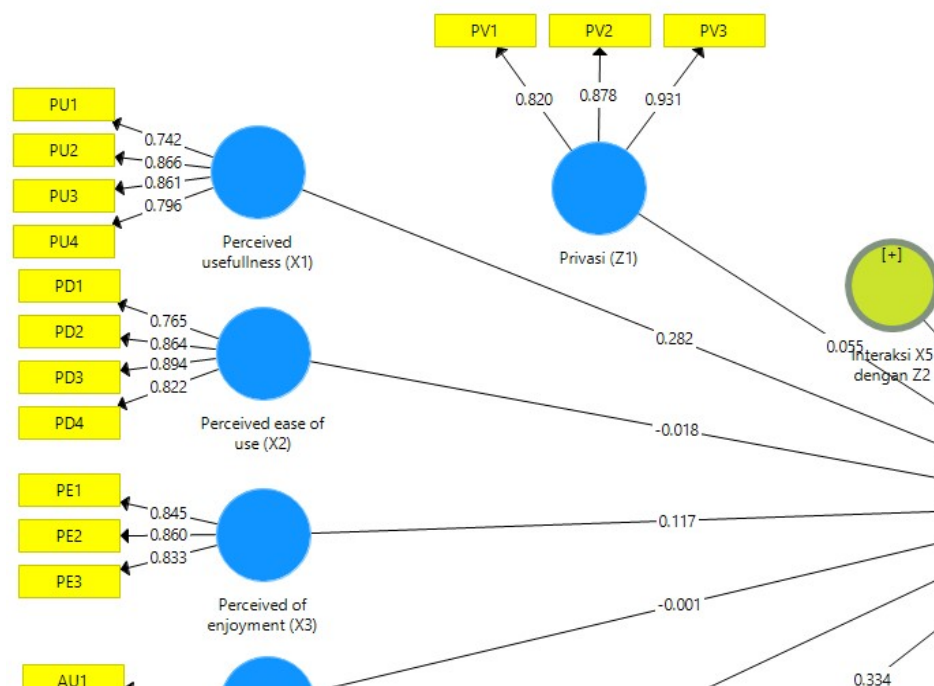 PV1
PV2
PV3
0.820
0.878
0.931
Privasi (Z1)
PU1
PU2
PU3
PU4
0.742
0.866
0.861
0.796
Perceived
usefullness (X1)
0.282
0.055
[+]
Interaksi X5
dengan Z2
PD1
PD2
PD3
PD4
0.765
0.864
0.894
0.822
Perceived ease of
use (X2)
-0.018
PE1
PE2
PE3
0.845
0.860
0.833
Perceived of
enjoyment (X3)
0.117
-0.001
0.334
AU1